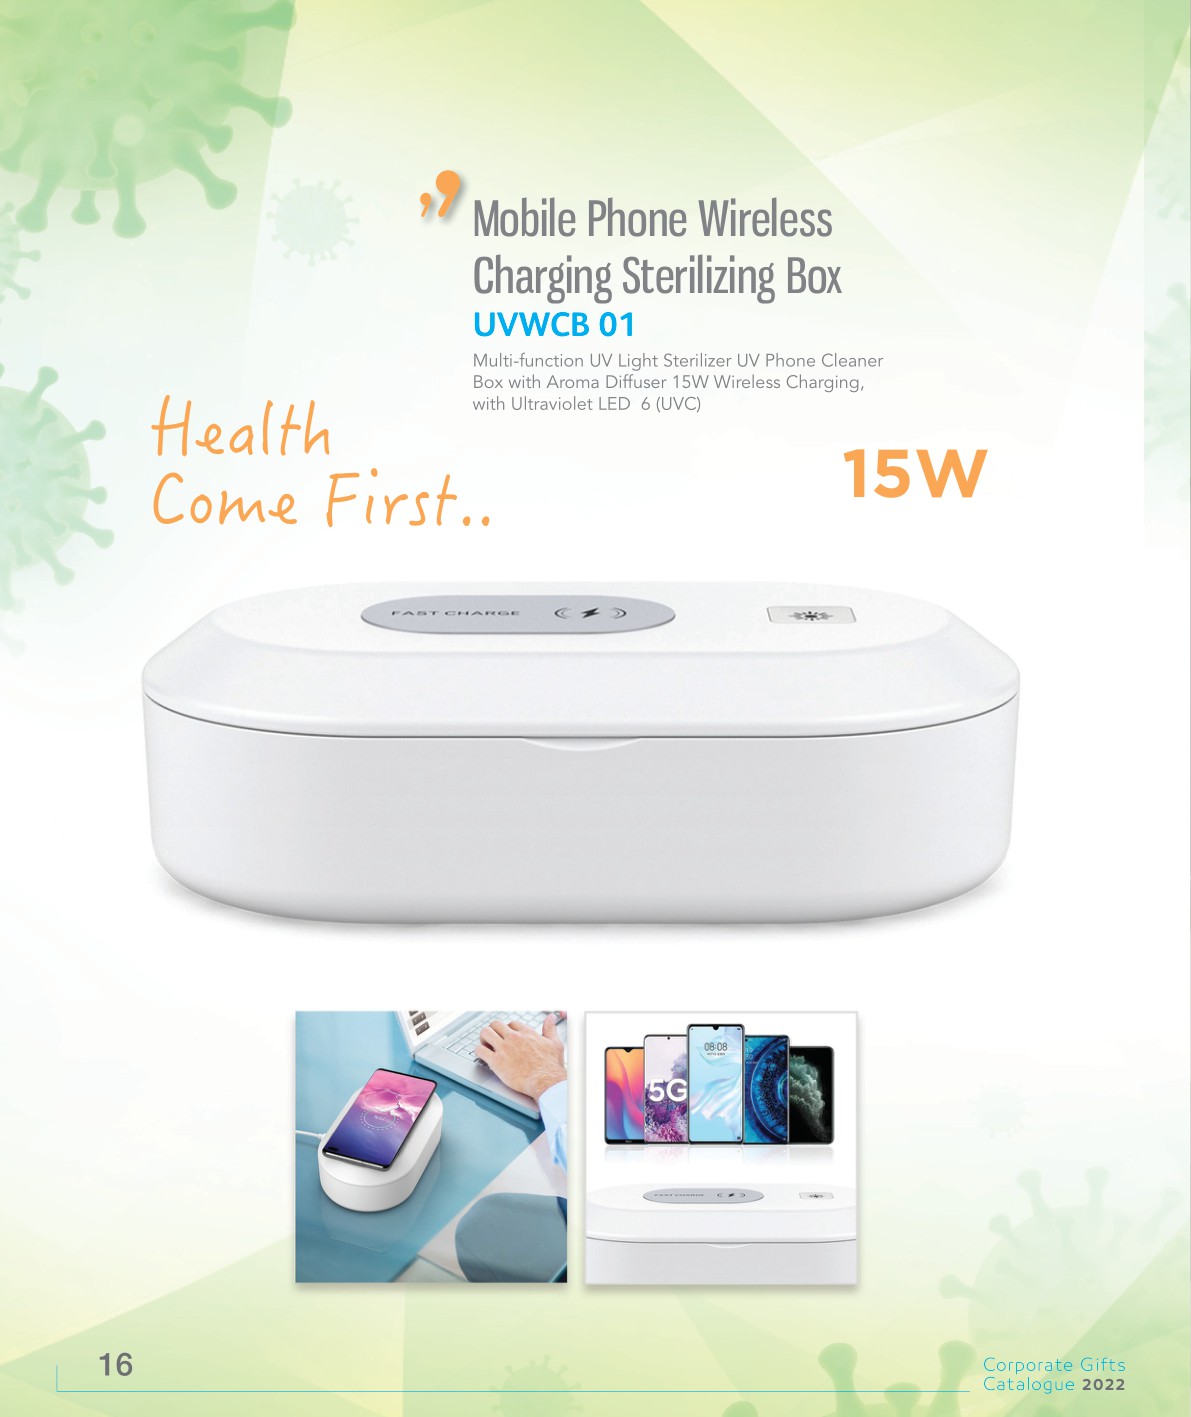 Mobile Phone Wireless
Charging Sterilizing Box
UVWCB 01
Multi-function UV Light Sterilizer UV Phone Cleaner
Box with Aroma Diffuser 15W Wireless Charging,
with Ultraviolet LED  6 (UVC)
Health
Come First..
15W
FAST CHARGE
08:08
5G
FAST CHARGE
16
Corporate Gifts
Catalogue 2022